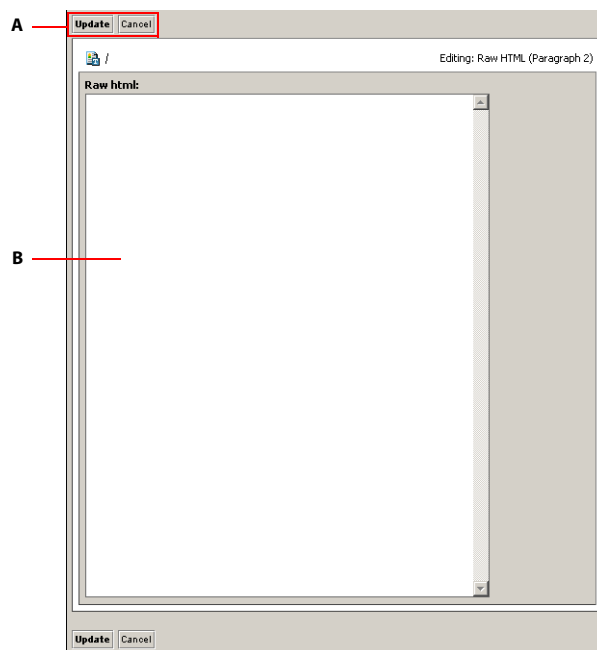 A
Update Cancel
/ Editing: Raw HTML (Paragraph 2)
Raw html:
B
Update Cancel